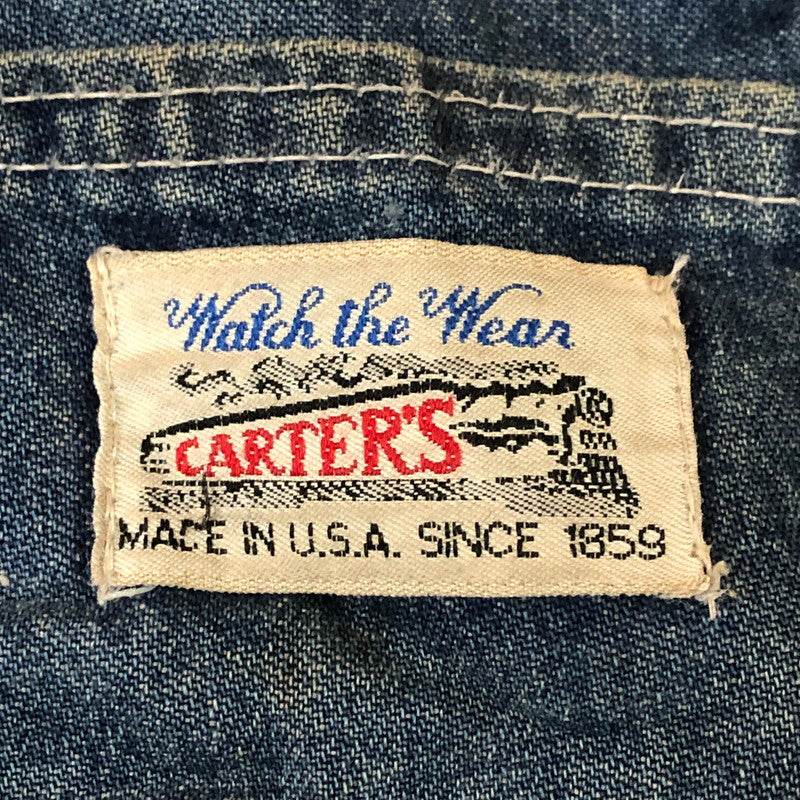 Watch the Wear
CARTER'S
MADE IN U.S.A. SINCE 1859